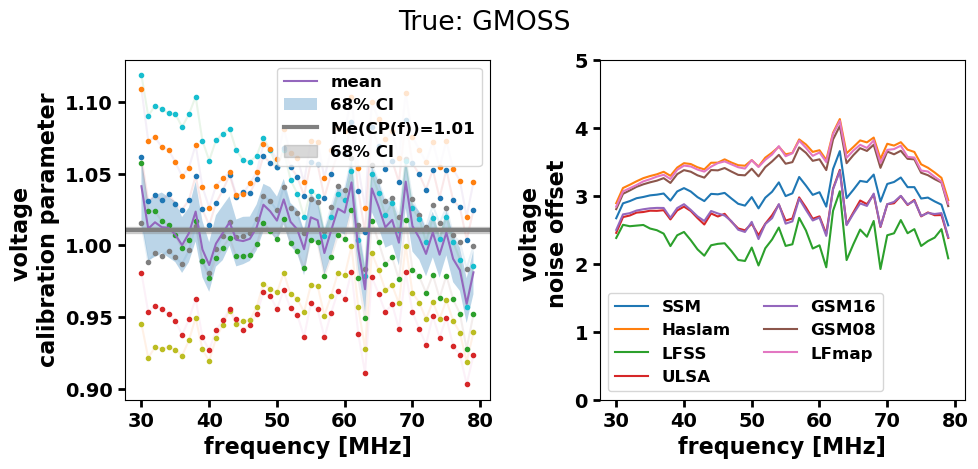 True: GMOSS
voltage
calibration parameter
1.10
1.05
1.00
0.95
0.90
mean
68% CI
Me(CP(f))=1.01
68% CI
30 40 50 60 70 80
frequency [MHz]
voltage
noise offset
5
4
3
2
1
0
SSM
Haslam
LFSS
ULSA
GSM16
GSM08
LFmap
30 40 50 60 70 80
frequency [MHz]